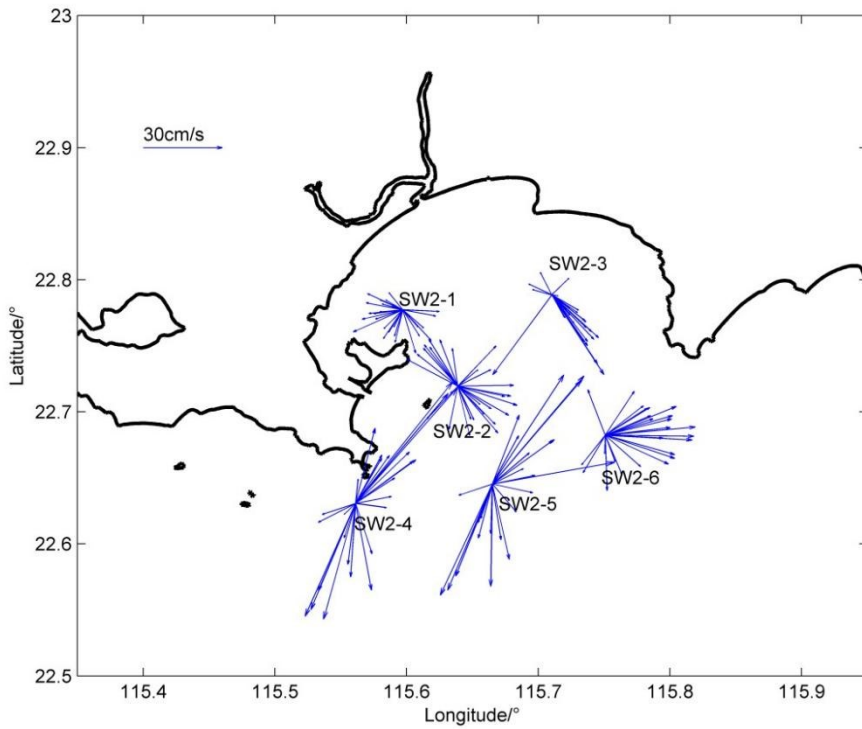 23
22.9
22.8
22.7
22.6
22.5
Latitude/°
30cm/s
SW2-1
SW2-3
SW2-2
SW2-6
SW2-4
SW2-5
115.4
115.5
115.6
115.7
115.8
115.9
Longitude/°